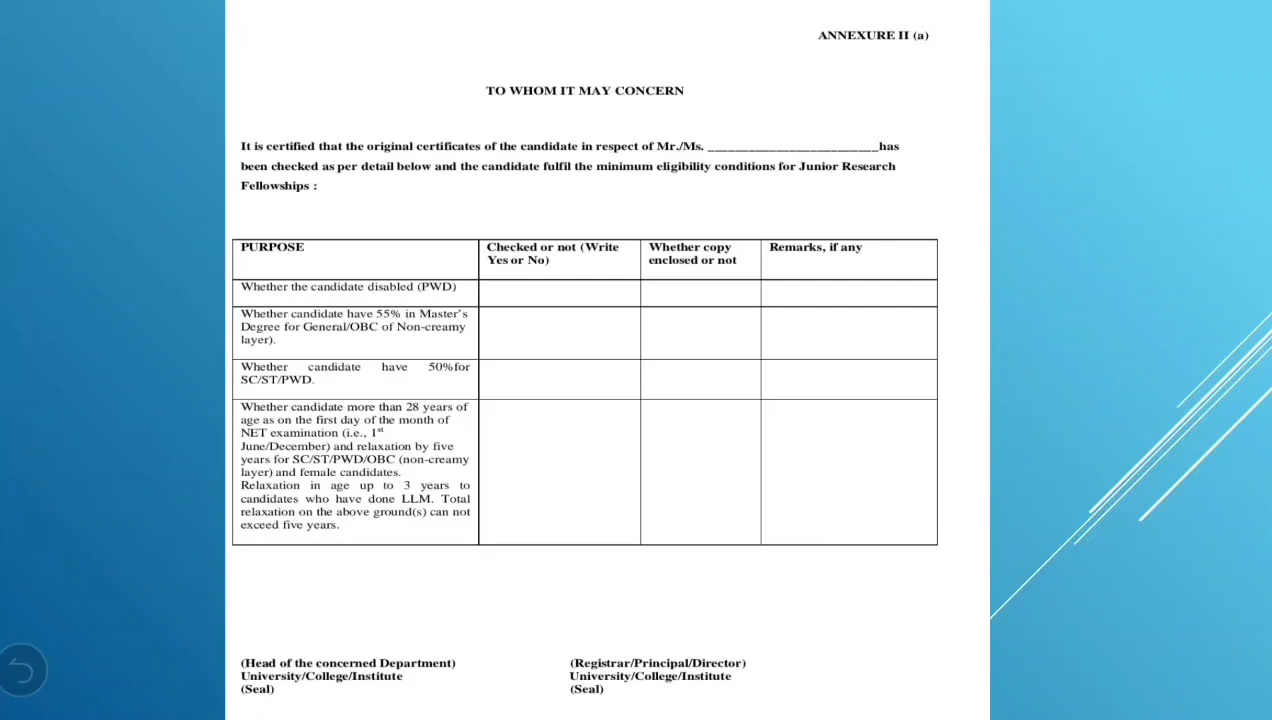 ANNEXURE II (a)
TO WHOM IT MAY CONCERN
It is certified that the original certificates of the candidate in respect of Mr./Ms. _________________________has
been checked as per detail below and the candidate fulfil the minimum eligibility conditions for Junior Research
Fellowships :
PURPOSE
Checked or not (Write
Yes or No)
Whether copy
enclosed or not
Remarks, if any
Whether the candidate disabled (PWD)
Whether candidate have 55% in Master's
Degree for General/OBC of Non-creamy
layer).
Whether candidate have 50%for
SC/ST/PWD.
Whether candidate more than 28 years of
age as on the first day of the month of
NET examination (i.e., 1st
June/December) and relaxation by five
years for SC/ST/PWD/OBC (non-creamy
layer) and female candidates.
Relaxation in age up to 3 years to
candidates who have done LLM. Total
relaxation on the above ground(s) can not
exceed five years.
(Head of the concerned Department)
University/College/Institute
(Seal)
(Registrar/Principal/Director)
University/College/Institute
(Seal)